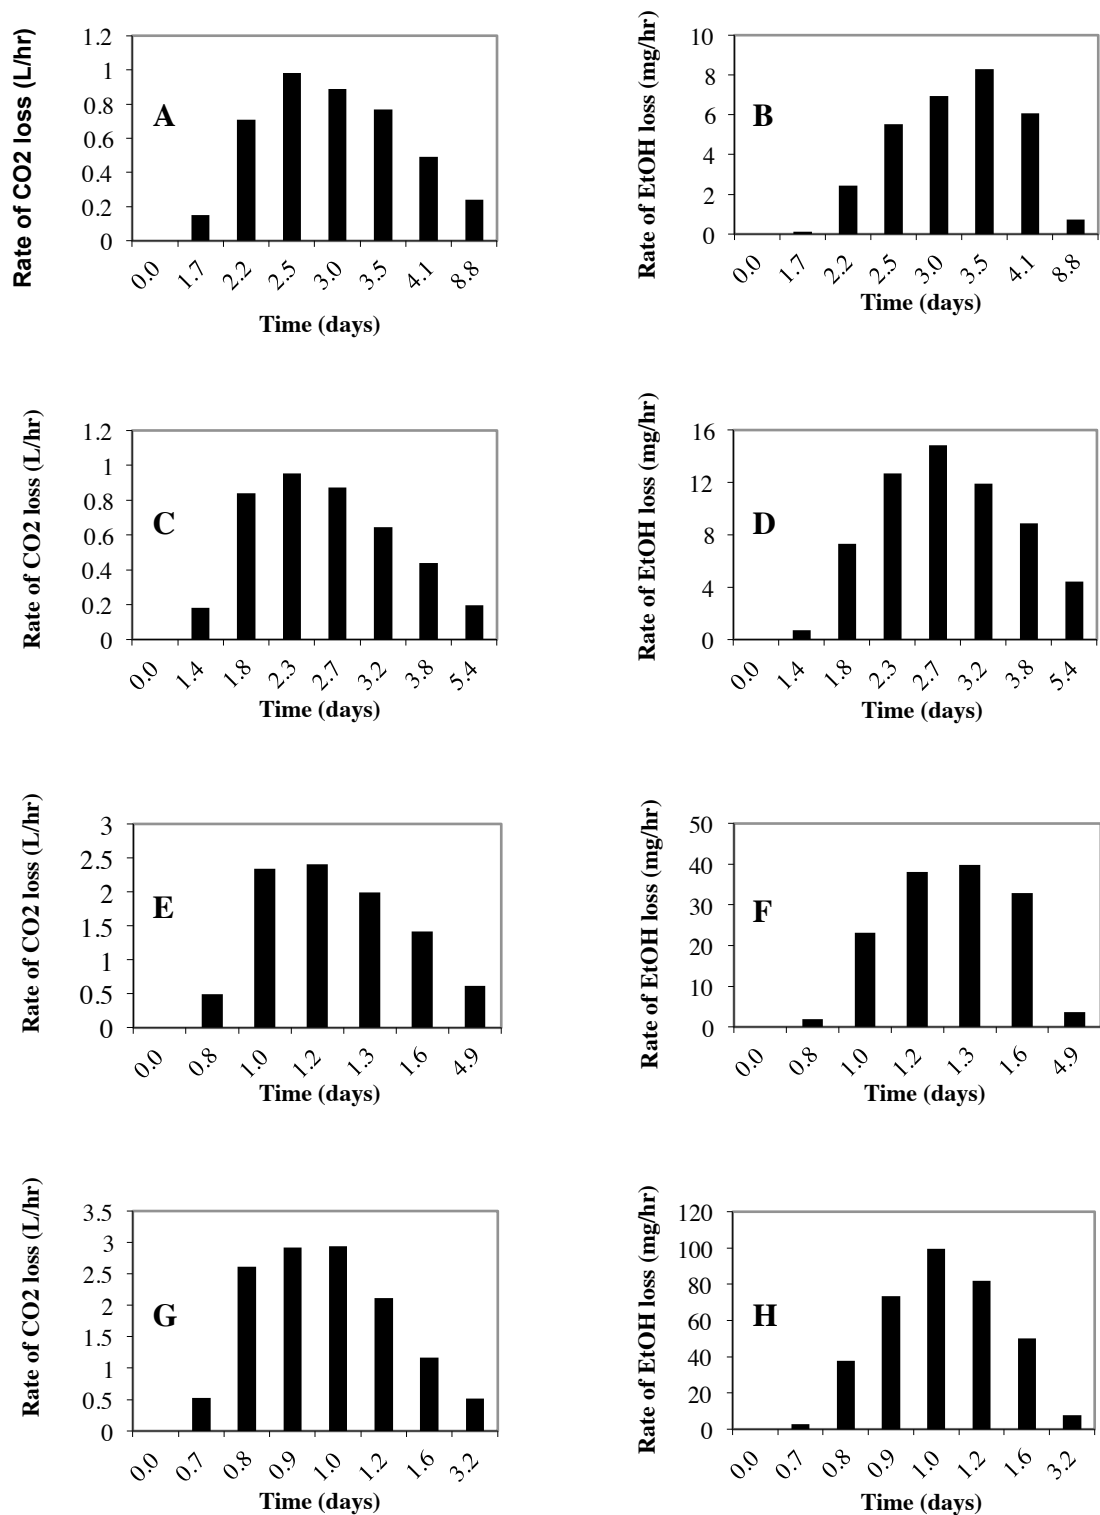 Rate of CO2 loss (L/hr)
1.2
1
0.8
0.6
0.4
0.2
0
A
0.0 1.7 2.2 2.5 3.0 3.5 4.1 8.8
Time (days)
Rate of EtOH loss (mg/hr)
10
8
6
4
2
0
B
0.0 1.7 2.2 2.5 3.0 3.5 4.1 8.8
Time (days)
Rate of CO2 loss (L/hr)
1.2
1
0.8
0.6
0.4
0.2
0
C
0.0 1.4 1.8 2.3 2.7 3.2 3.8 5.4
Time (days)
Rate of EtOH loss (mg/hr)
16
12
8
4
0
D
0.0 1.4 1.8 2.3 2.7 3.2 3.8 5.4
Time (days)
Rate of CO2 loss (L/hr)
3
2.5
2
1.5
1
0.5
0
E
0.0 0.8 1.0 1.2 1.3 1.6 4.9
Time (days)
Rate of EtOH loss (mg/hr)
50
40
30
20
10
0
F
0.0 0.8 1.0 1.2 1.3 1.6 4.9
Time (days)
Rate of CO2 loss (L/hr)
3.5
3
2.5
2
1.5
1
0.5
0
G
0.0 0.7 0.8 0.9 1.0 1.2 1.6 3.2
Time (days)
Rate of EtOH loss (mg/hr)
120
100
80
60
40
20
0
H
0.0 0.7 0.8 0.9 1.0 1.2 1.6 3.2
Time (days)